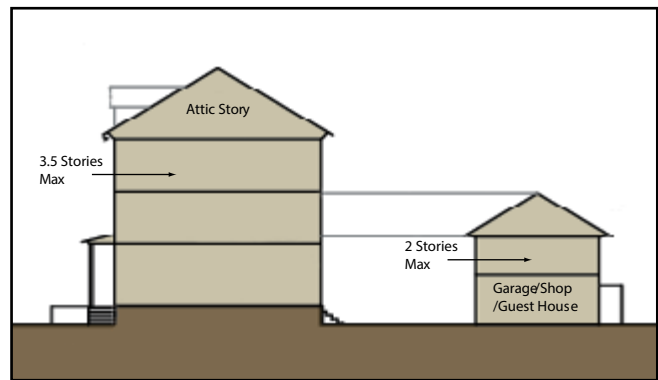 Attic Story
3.5 Stories
Max
2 Stories
Max
Garage/Shop
/Guest House